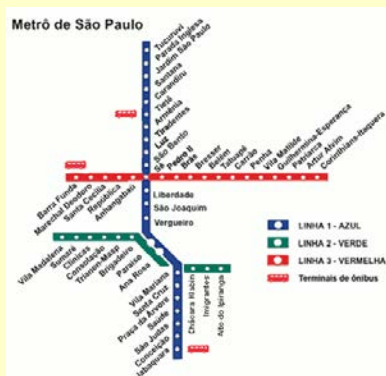 Metrô de São Paulo
Tucuruvi
Parada Inglesa
Jardim São Paulo
Santana
Carandiru
Tietê
Armênia
Tiradentes
Luz
São Bento
Sé
Pedro II
Brás
Bresser
Belém
Tatuapé
Carrão
Penha
Vila Matilde
Guilhermina-Esperança
Patriarca
Artur Alvim
Corinthians-Itaquera
Barra Funda
Marechal Deodoro
Santa Cecília
República
Anhangabaú
Liberdade
São Joaquim
Vergueiro
Vila Madalena
Sumaré
Clínicas
Consolação
Trianon-Masp
Brigadeiro
Paraíso
Ana Rosa
Vila Mariana
Santa Cruz
Praça da Árvore
Saúde
São Judas
Conceição
Jabaquara
Chácara Klabin
Imigrantes
Alto do Ipiranga
LINHA 1 - AZUL
LINHA 2 - VERDE
LINHA 3 - VERMELHA
Terminais de ônibus